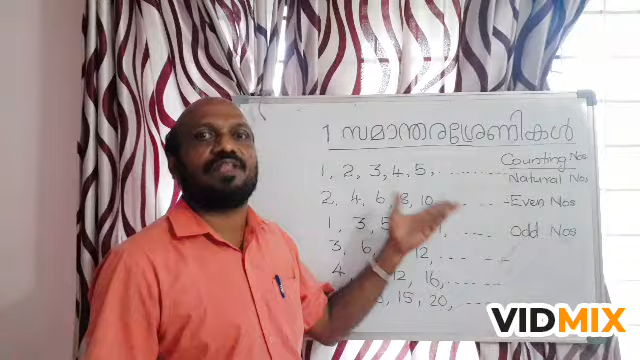 1 സമാന്തരശ്രേണികൾ
1, 2, 3, 4, 5, ......... Counting Nos
Natural Nos
2, 4, 6, 8, 10 -Even Nos
1, 3, 5 Odd Nos
3, 6, 12,
4, 12, 16,
15, 20,
VIDMIX